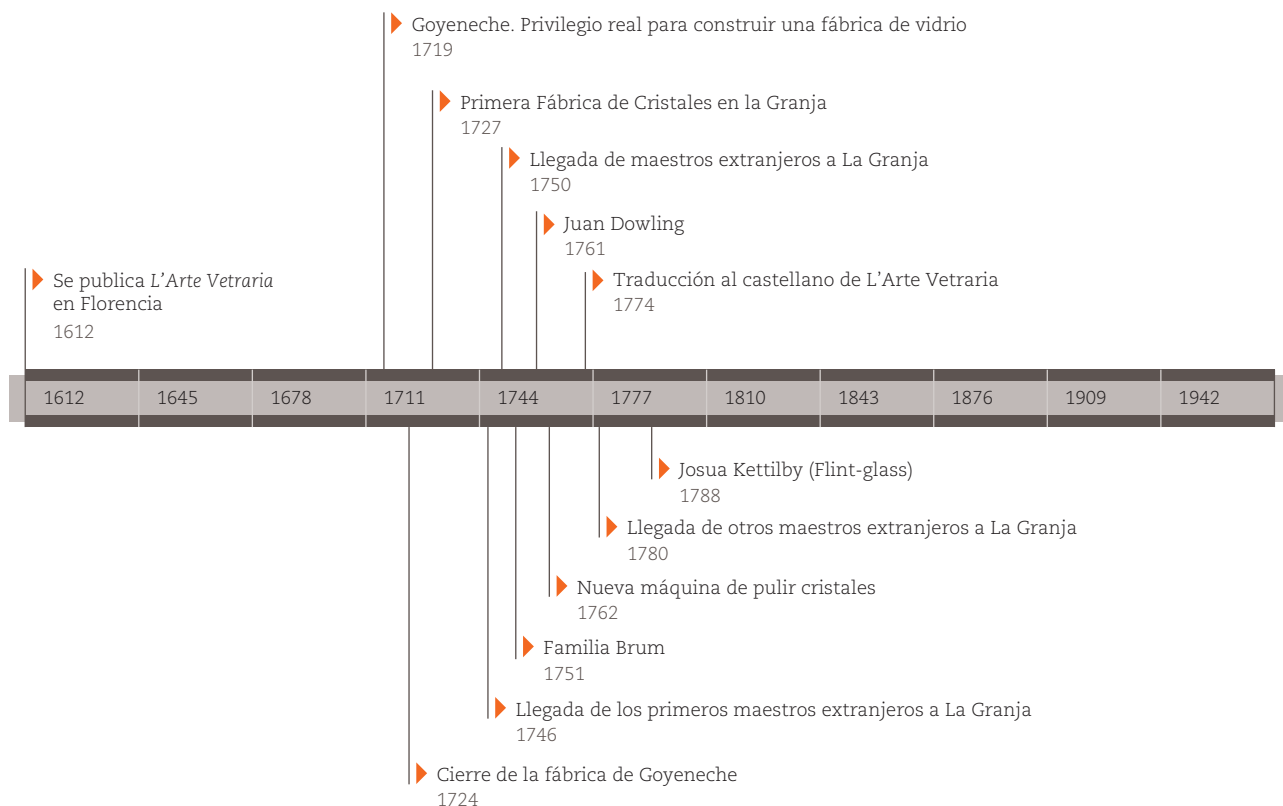 Goyeneche. Privilegio real para construir una fábrica de vidrio
1719
Primera Fábrica de Cristales en la Granja
1727
Llegada de maestros extranjeros a La Granja
1750
Juan Dowling
1761
Se publica L’Arte Vetraria
en Florencia
1612
Traducción al castellano de L’Arte Vetraria
1774
1612 1645 1678 1711 1744 1777 1810 1843 1876 1909 1942
Josua Kettilby (Flint-glass)
1788
Llegada de otros maestros extranjeros a La Granja
1780
Nueva máquina de pulir cristales
1762
Familia Brum
1751
Llegada de los primeros maestros extranjeros a La Granja
1746
Cierre de la fábrica de Goyeneche
1724